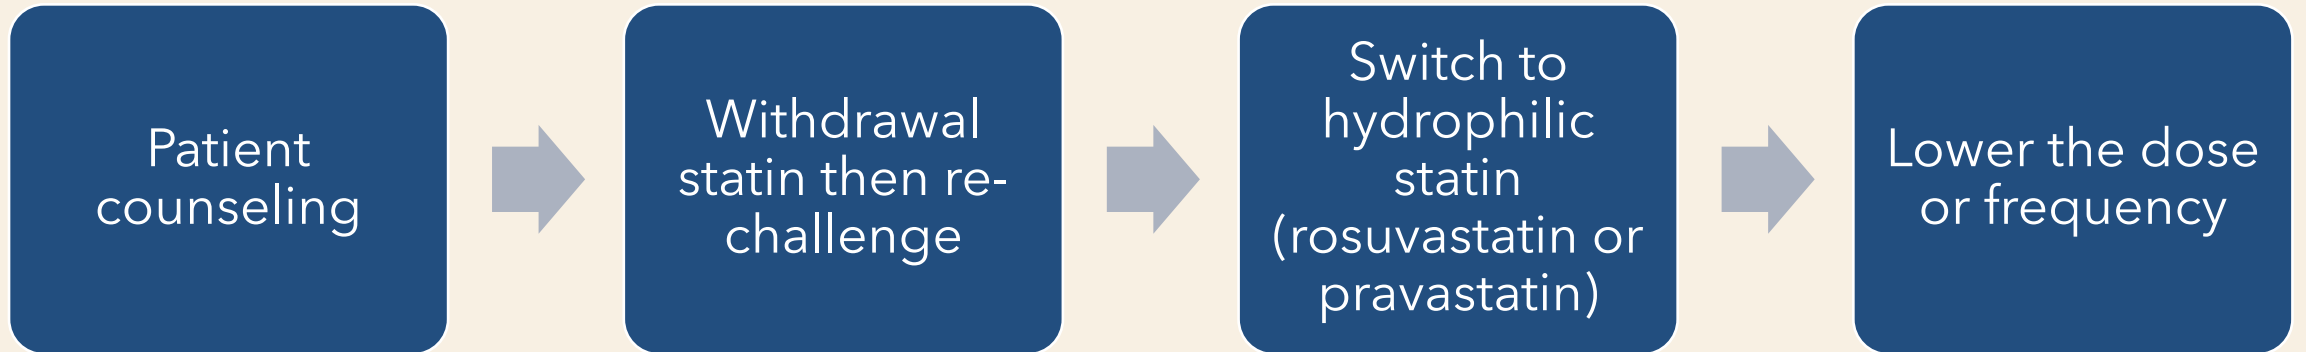 Patient
counseling
Withdrawal
statin then re-
challenge
Switch to
hydrophilic
statin
(rosuvastatin or
pravastatin)
Lower the dose
or frequency